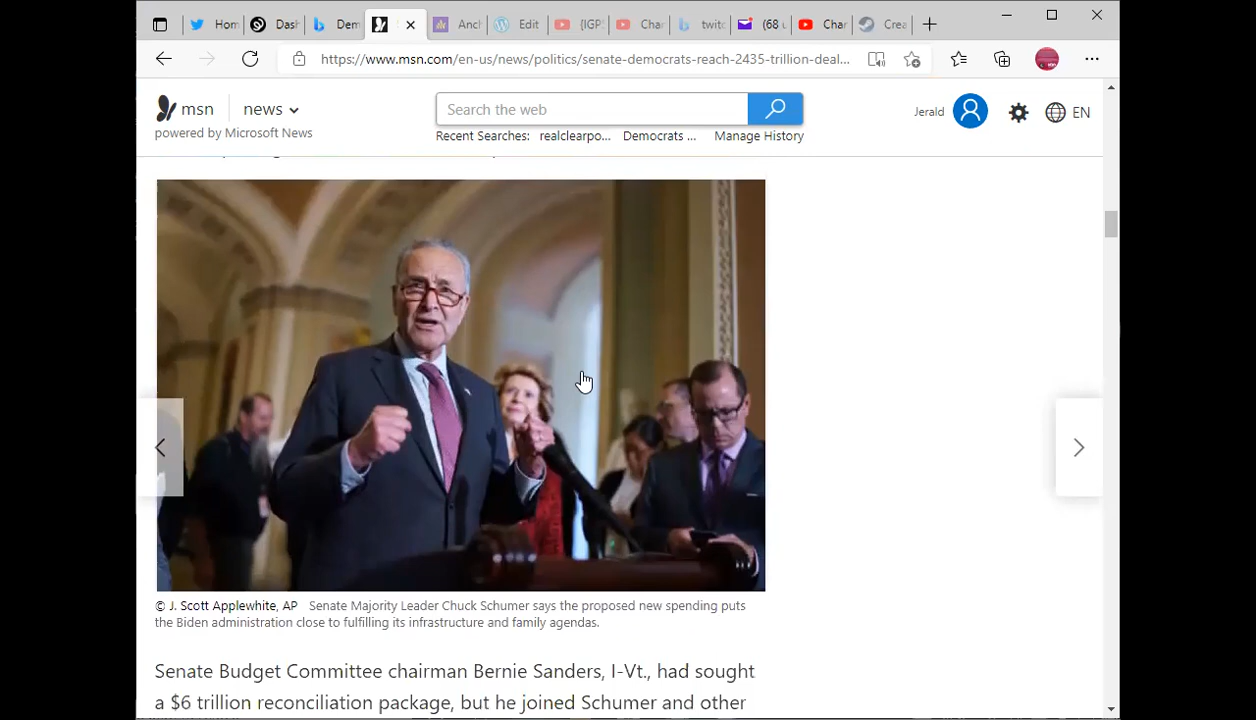 Hom
Dash
Dem
Anch
Edit
(IGP
Cha
twitc
(68 u
Cha
Crea
https://www.msn.com/en-us/news/politics/senate-democrats-reach-2435-trillion-deal...
msn
news
Search the web
Jerald
EN
powered by Microsoft News
Recent Searches: realclearpo... Democrats ... Manage History
© J. Scott Applewhite, AP Senate Majority Leader Chuck Schumer says the proposed new spending puts
the Biden administration close to fulfilling its infrastructure and family agendas.
Senate Budget Committee chairman Bernie Sanders, I-Vt., had sought
a $6 trillion reconciliation package, but he joined Schumer and other